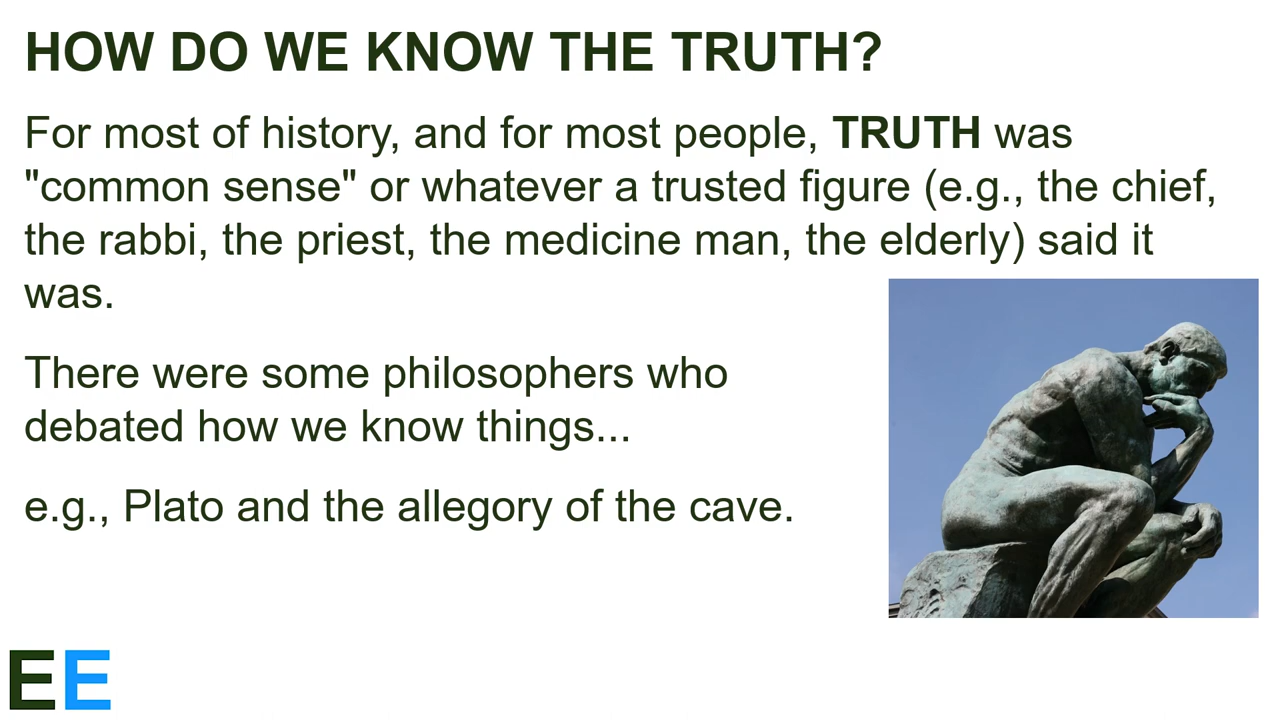 HOW DO WE KNOW THE TRUTH?
For most of history, and for most people, TRUTH was
"common sense" or whatever a trusted figure (e.g., the chief,
the rabbi, the priest, the medicine man, the elderly) said it
was.
There were some philosophers who
debated how we know things...
e.g., Plato and the allegory of the cave.
EE